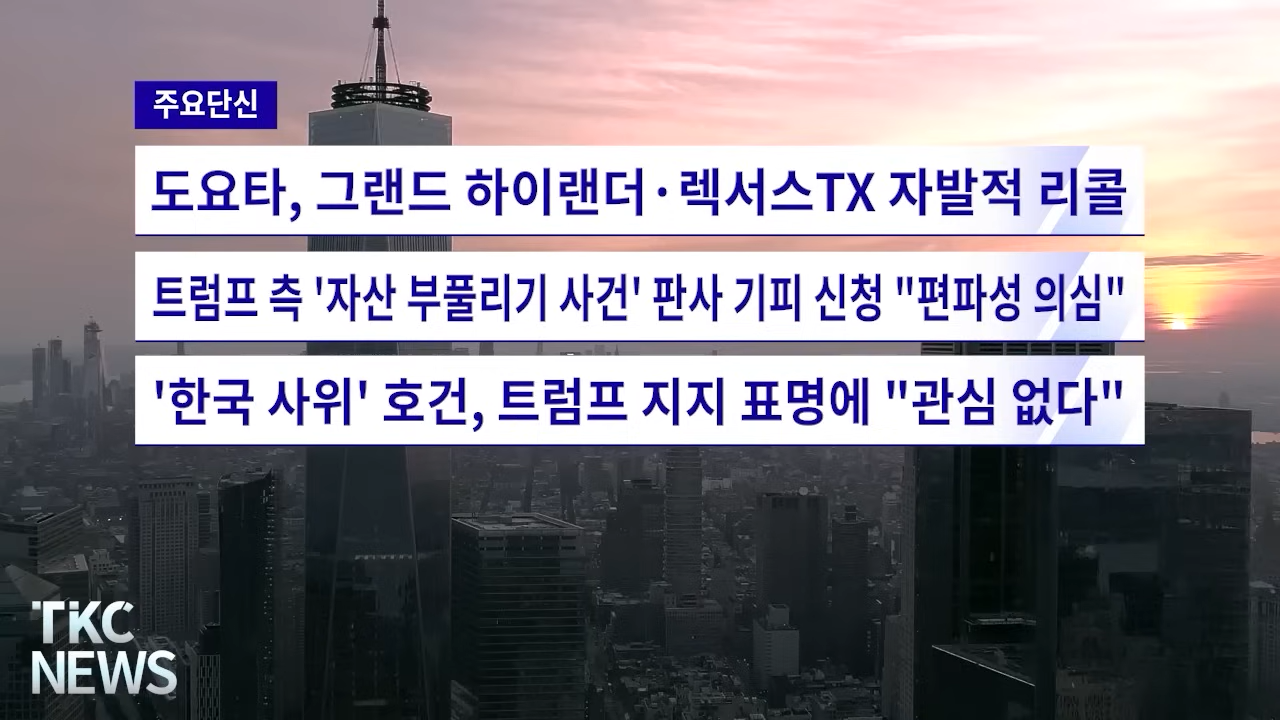 주요단신
도요타, 그랜드 하이랜더·렉서스TX 자발적 리콜
트럼프 측 '자산 부풀리기 사건' 판사 기피 신청 "편파성 의심"
'한국 사위' 호건, 트럼프 지지 표명에 "관심 없다"
TKC
NEWS